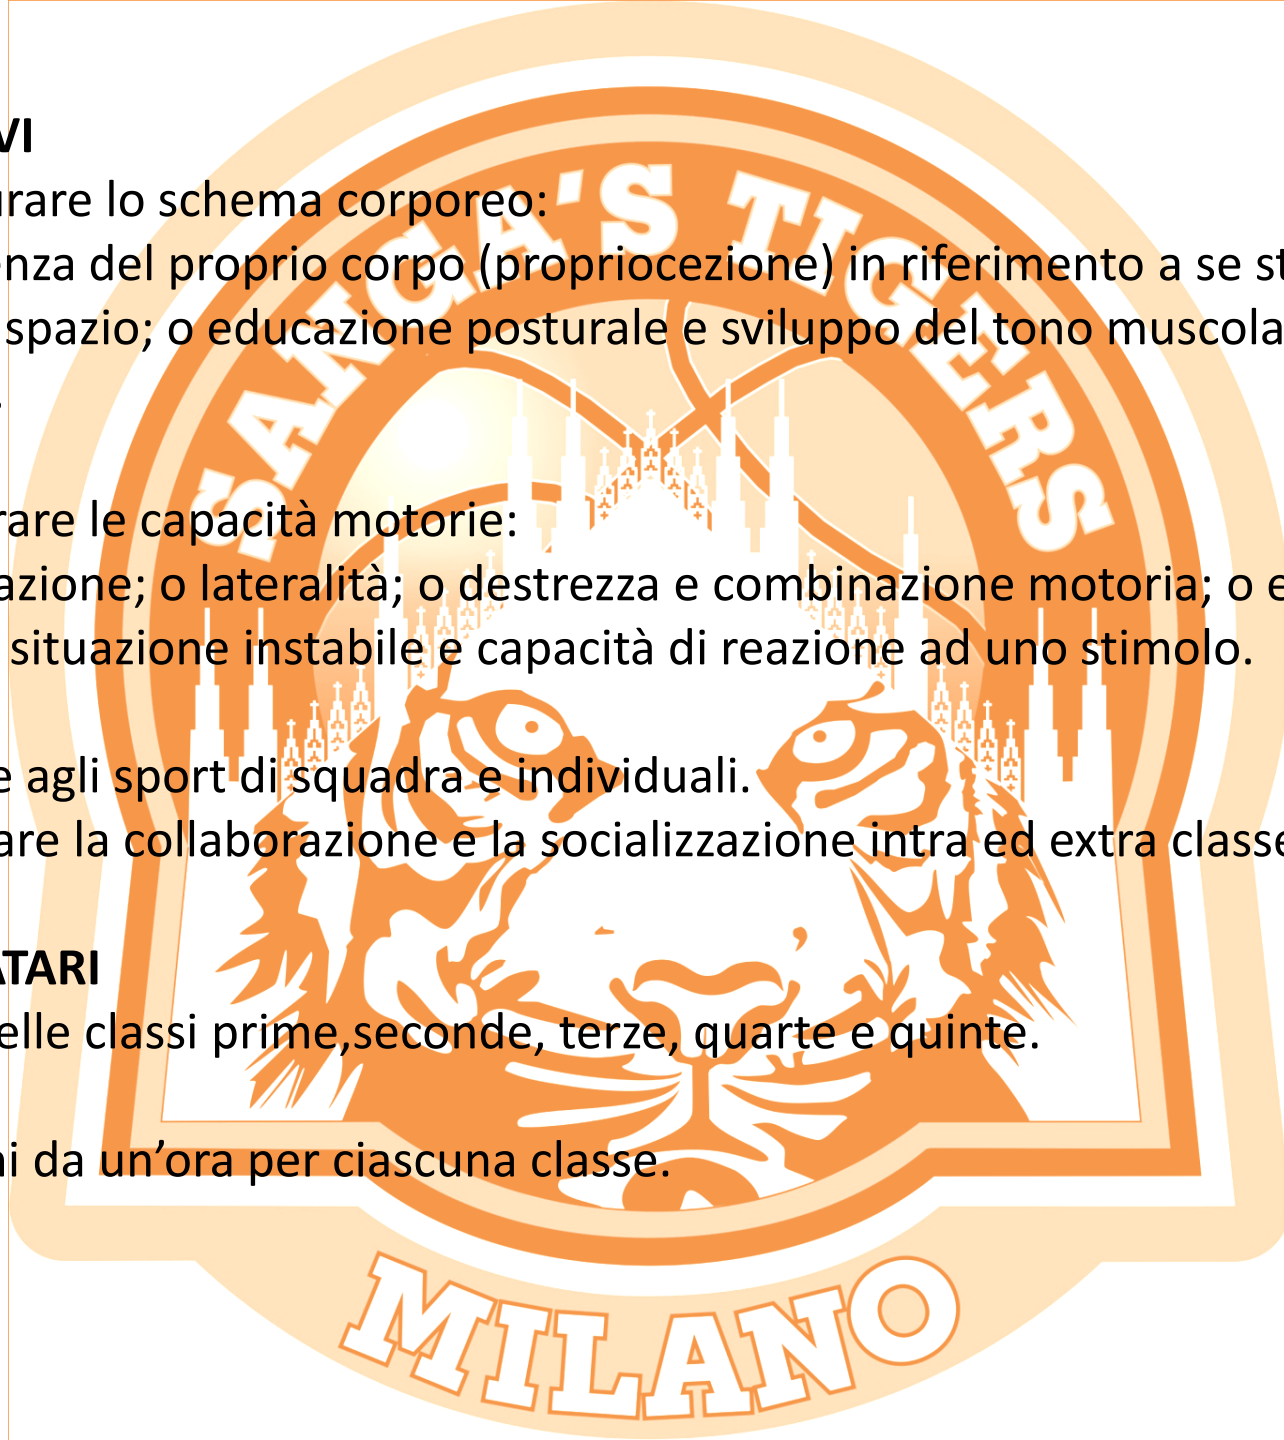 VI
urare lo schema corporeo:
enza del proprio corpo (propriocezione) in riferimento a se st
spazio; o educazione posturale e sviluppo del tono muscola
.
rare le capacità motorie:
azione; o lateralità; o destrezza e combinazione motoria; o e
situazione instabile e capacità di reazione ad uno stimolo.
e agli sport di squadra e individuali.
are la collaborazione e la socializzazione intra ed extra classe
ATARI
elle classi prime,seconde, terze, quarte e quinte.
ni da un’ora per ciascuna classe.
SANGA'S TIGERS
MILANO